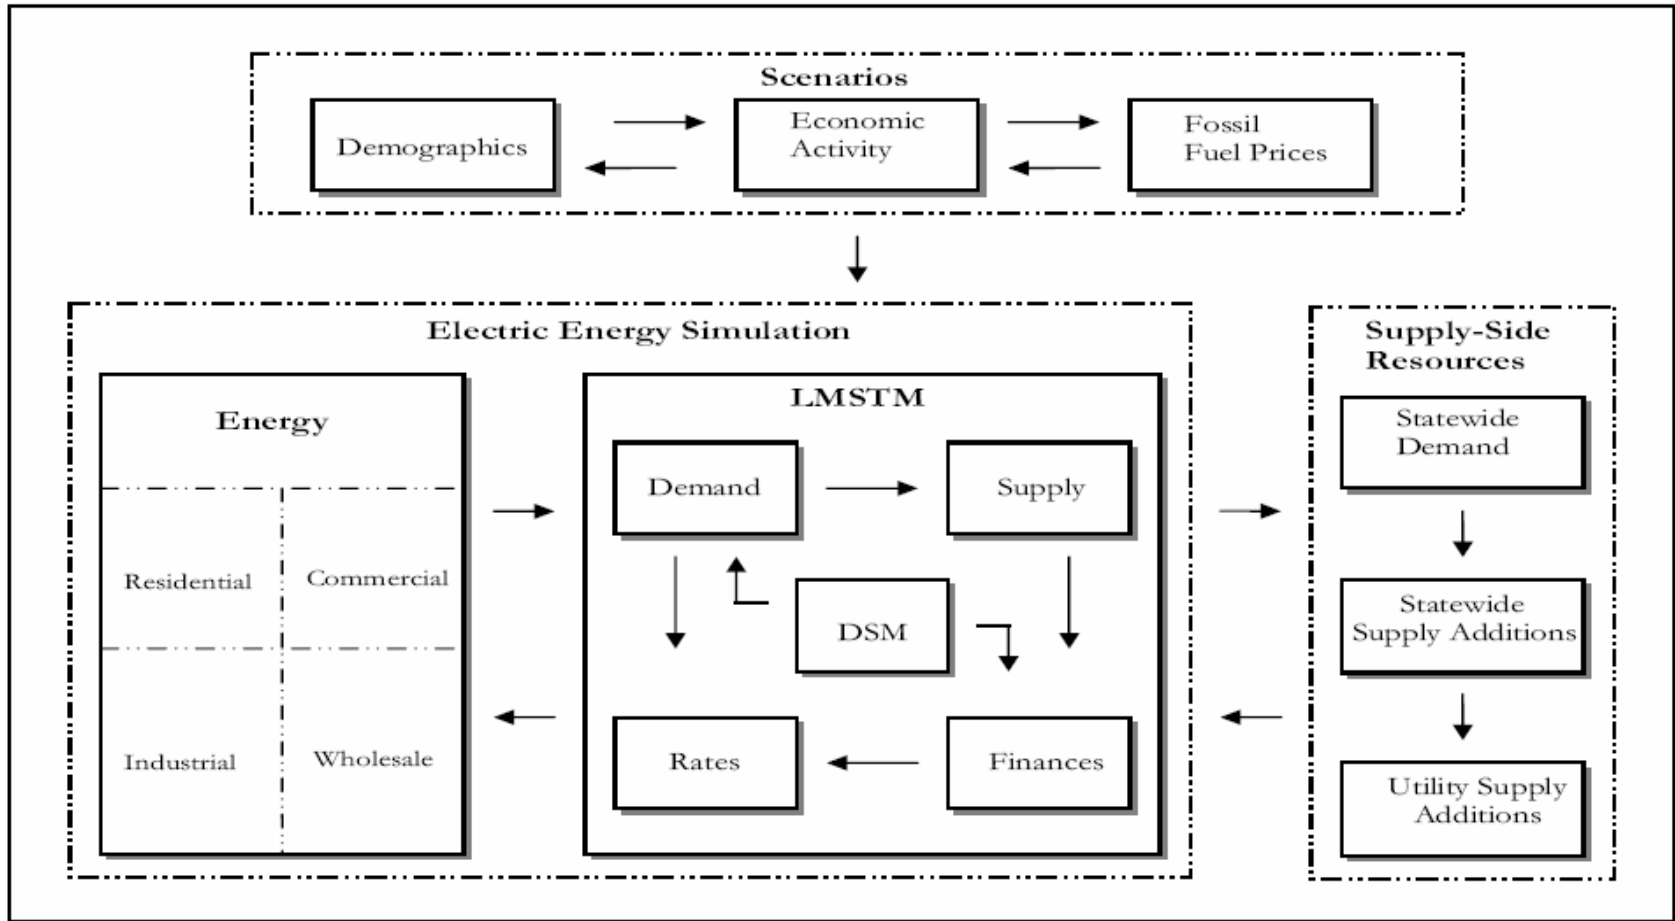 Scenarios
Demographics
Economic
Activity
Fossil
Fuel Prices
Electric Energy Simulation
Energy
Residential
Commercial
Industrial
Wholesale
LMSTM
Demand
Supply
DSM
Rates
Finances
Supply-Side
Resources
Statewide
Demand
Statewide
Supply Additions
Utility Supply
Additions